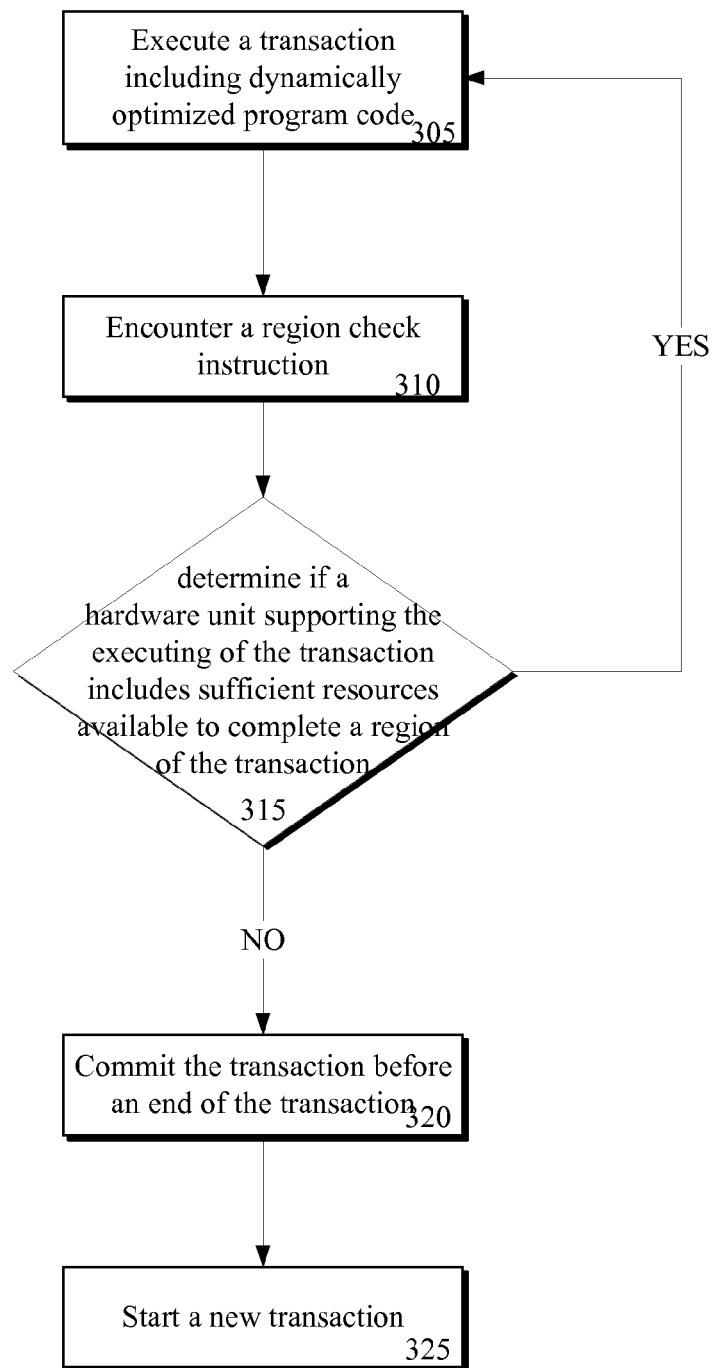 Execute a transaction
including dynamically
optimized program code
305
Encounter a region check
instruction
310
YES
determine if a
hardware unit supporting the
executing of the transaction
includes sufficient resources
available to complete a region
of the transaction
315
NO
Commit the transaction before
an end of the transaction
320
Start a new transaction
325